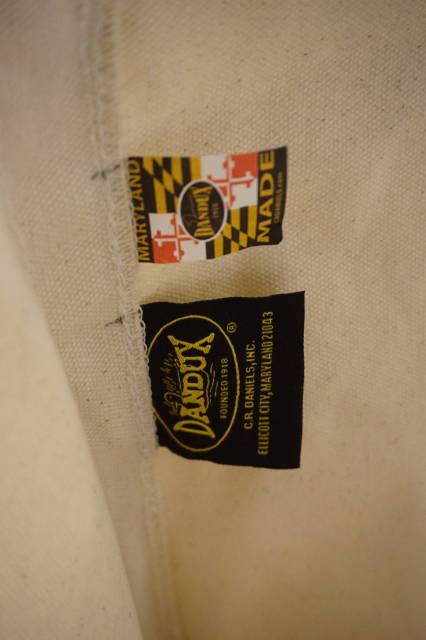 MARYLAND
DANDUX
MADE
DANDUX
®
FOUNDED 1918
C.R. DANIELS, INC.
ELLICOTT CITY, MARYLAND 21043